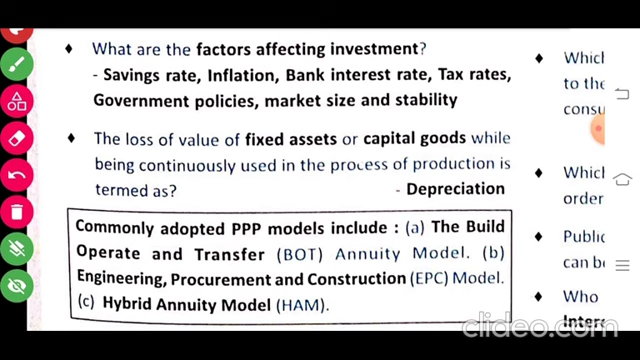 ♦ What are the factors affecting investment?
- Savings rate, Inflation, Bank interest rate, Tax rates,
Government policies, market size and stability
♦ The loss of value of fixed assets or capital goods while
being continuously used in the process of production is
termed as? - Depreciation
Commonly adopted PPP models include : (a) The Build
Operate and Transfer (BOT) Annuity Model. (b)
Engineering, Procurement and Construction (EPC) Model.
(c) Hybrid Annuity Model (HAM).
♦ Which
to the
consu
♦ Which
order
♦ Public
can be
♦ Who
Inter
clideo.com